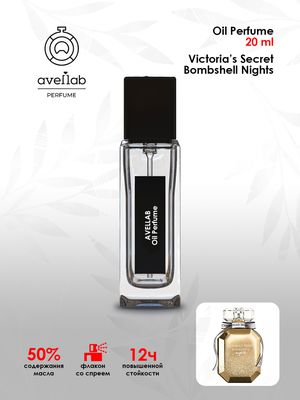 avellab
PERFUME
Oil Perfume
20 ml
Victoria's Secret
Bombshell Nights
AVELLAB
Oil Perfume
50%
содержания
масла
флакон
со спреем
12ч
повышенной
стойкости